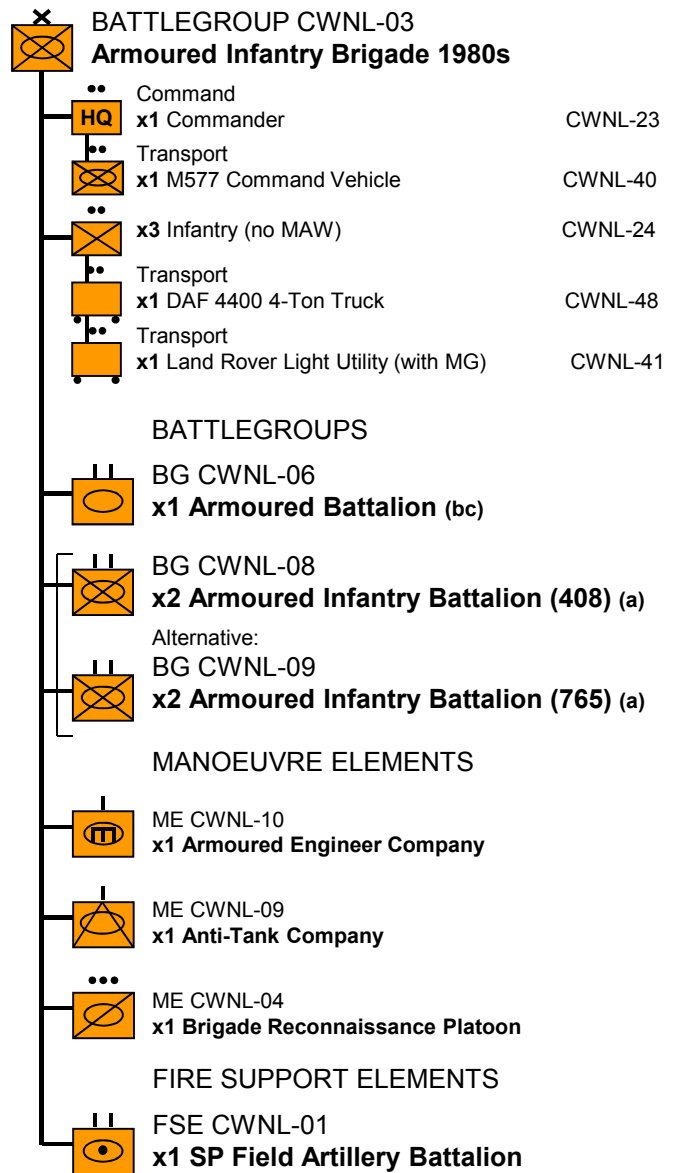 BATTLEGROUP CWNL-03
Armoured Infantry Brigade 1980s
Command
HQ x1 Commander CWNL-23
Transport
x1 M577 Command Vehicle CWNL-40
x3 Infantry (no MAW) CWNL-24
Transport
x1 DAF 4400 4-Ton Truck CWNL-48
Transport
x1 Land Rover Light Utility (with MG) CWNL-41
BATTLEGROUPS
BG CWNL-06
x1 Armoured Battalion (bc)
BG CWNL-08
x2 Armoured Infantry Battalion (408) (a)
Alternative:
BG CWNL-09
x2 Armoured Infantry Battalion (765) (a)
MANOEUVRE ELEMENTS
ME CWNL-10
x1 Armoured Engineer Company
ME CWNL-09
x1 Anti-Tank Company
ME CWNL-04
x1 Brigade Reconnaissance Platoon
FIRE SUPPORT ELEMENTS
FSE CWNL-01
x1 SP Field Artillery Battalion